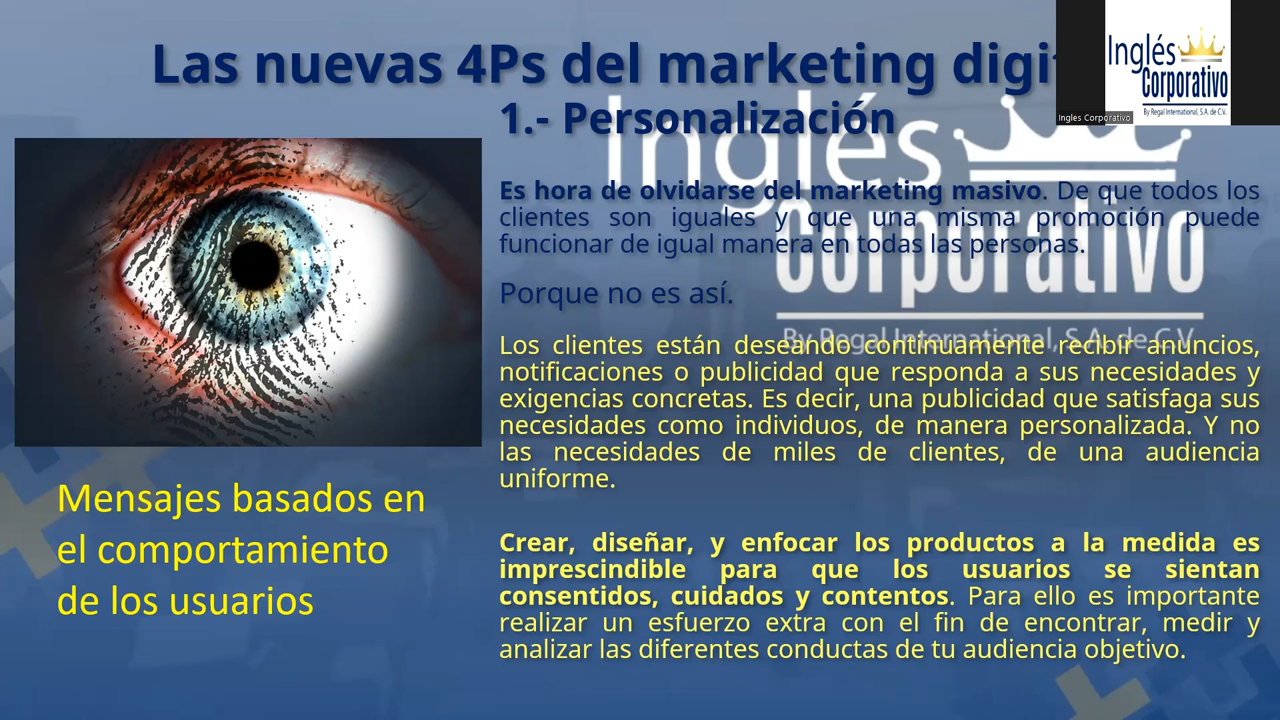 Las nuevas 4Ps del marketing
1.- Personalización
Inglés
Corporativo
By Regal International, S.A. de C.V.
Ingles Corporativo
Es hora de olvidarse del marketing masivo. De que todos los
clientes son iguales y que una misma promoción puede
funcionar de igual manera en todas las personas.
Porque no es así.
Los clientes están deseando continuamente recibir anuncios,
notificaciones o publicidad que responda a sus necesidades y
exigencias concretas. Es decir, una publicidad que satisfaga sus
necesidades como individuos, de manera personalizada. Y no
las necesidades de miles de clientes, de una audiencia
uniforme.
Crear, diseñar, y enfocar los productos a la medida es
imprescindible para que los usuarios se sientan
consentidos, cuidados y contentos. Para ello es importante
realizar un esfuerzo extra con el fin de encontrar, medir y
analizar las diferentes conductas de tu audiencia objetivo.
Mensajes basados en
el comportamiento
de los usuarios
Inglés
Corporativo
By Regal International, S.A. de C.V.